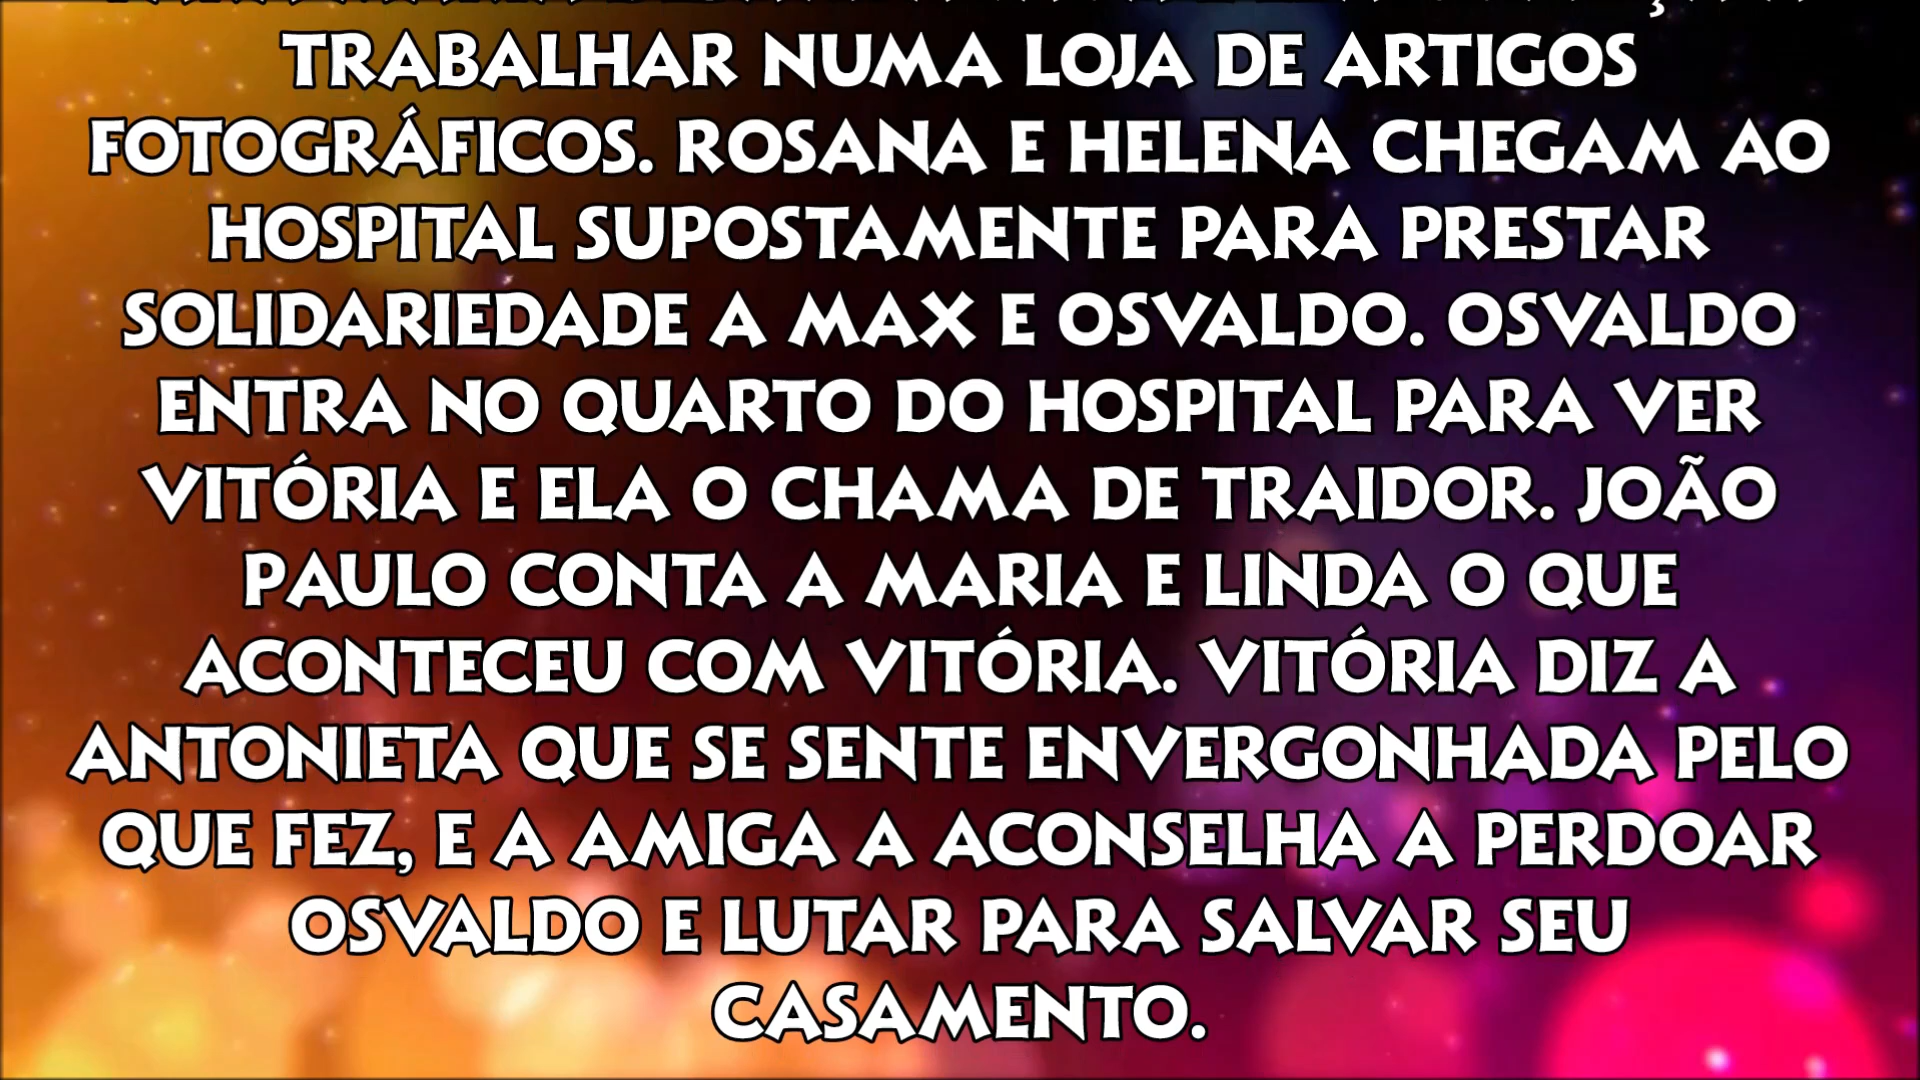 TRABALHAR NUMA LOJA DE ARTIGOS
FOTOGRÁFICOS. ROSANA E HELENA CHEGAM AO
HOSPITAL SUPOSTAMENTE PARA PRESTAR
SOLIDARIEDADE A MAX E OSVALDO. OSVALDO
ENTRA NO QUARTO DO HOSPITAL PARA VER
VITÓRIA E ELA O CHAMA DE TRAIDOR. JOÃO
PAULO CONTA A MARIA E LINDA O QUE
ACONTECEU COM VITÓRIA. VITÓRIA DIZ A
ANTONIETA QUE SE SENTE ENVERGONHADA PELO
QUE FEZ, E A AMIGA A ACONSELHA A PERDOAR
OSVALDO E LUTAR PARA SALVAR SEU
CASAMENTO.